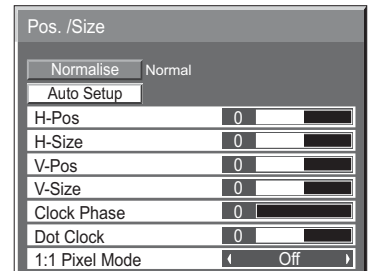 Pos. /Size
Normalise Normal
Auto Setup
H-Pos 0
H-Size 0
V-Pos 0
V-Size 0
Clock Phase 0
Dot Clock 0
1:1 Pixel Mode Off